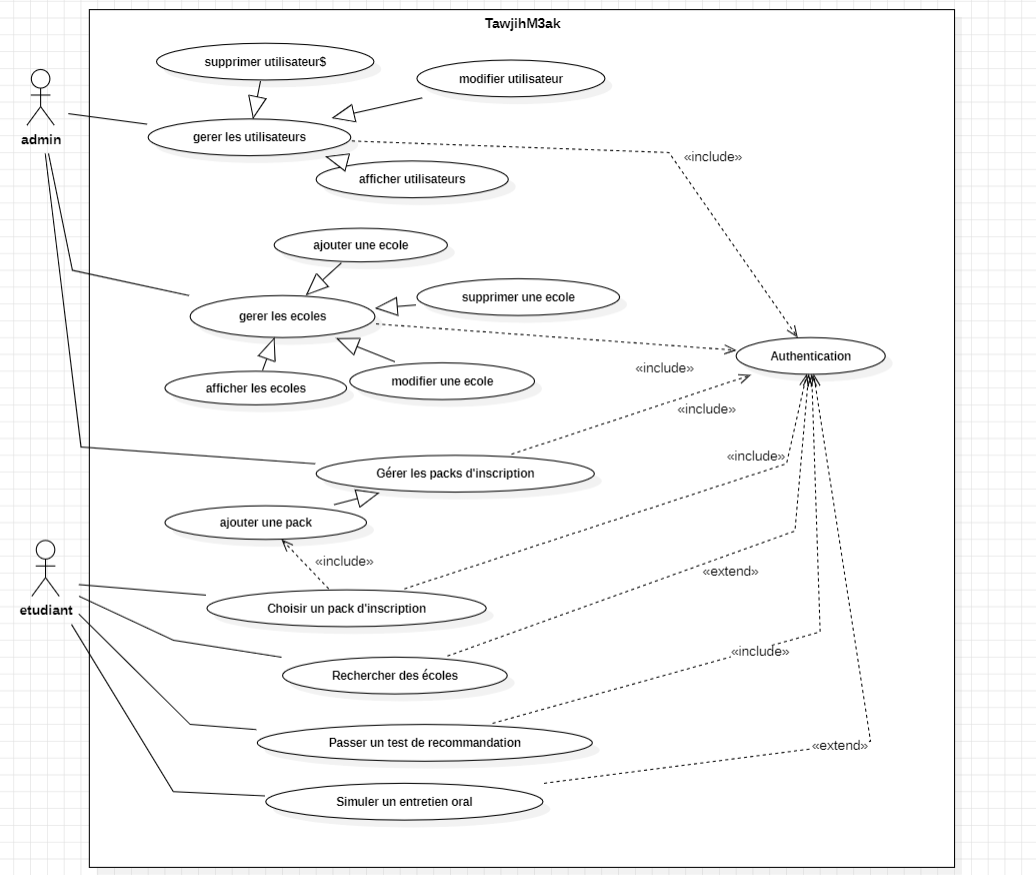 TawjihM3ak
supprimer utilisateur$
modifier utilisateur
admin
gerer les utilisateurs
«include»
afficher utilisateurs
ajouter une ecole
supprimer une ecole
gerer les ecoles
Authentication
«include»
afficher les ecoles
modifier une ecole
«include»
«include»
Gérer les packs d'inscription
ajouter une pack
«include»
«extend»
etudiant
Choisir un pack d'inscription
«include»
Rechercher des écoles
Passer un test de recommandation
«extend»
Simuler un entretien oral